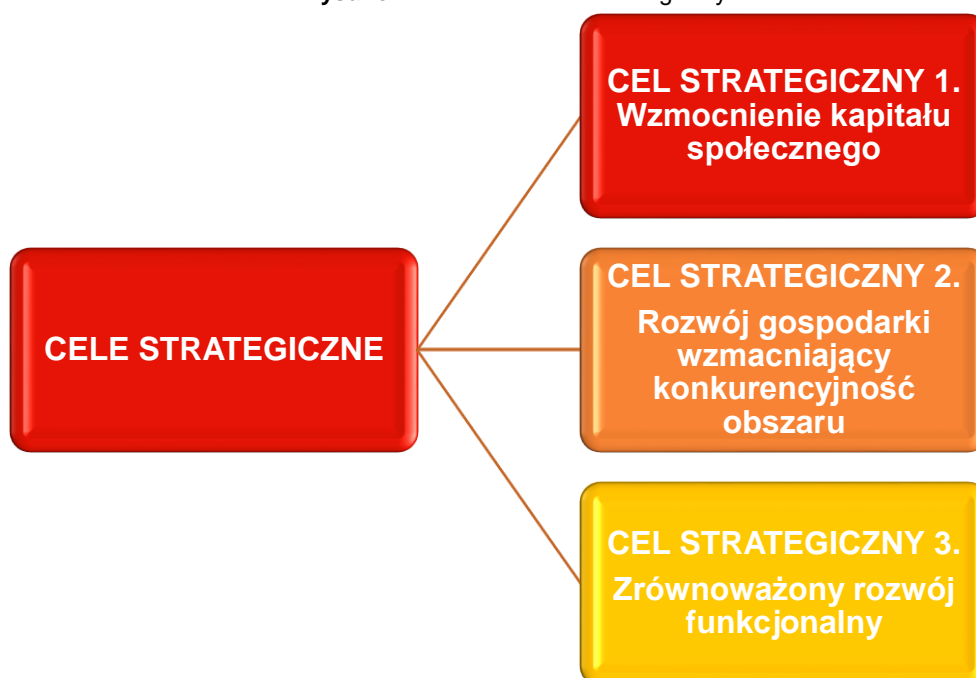 CEL STRATEGICZNY 1.
Wzmocnienie kapitału
społecznego
CELE STRATEGICZNE
CEL STRATEGICZNY 2.
Rozwój gospodarki
wzmacniający
konkurencyjność
obszaru
CEL STRATEGICZNY 3.
Zrównoważony rozwój
funkcjonalny